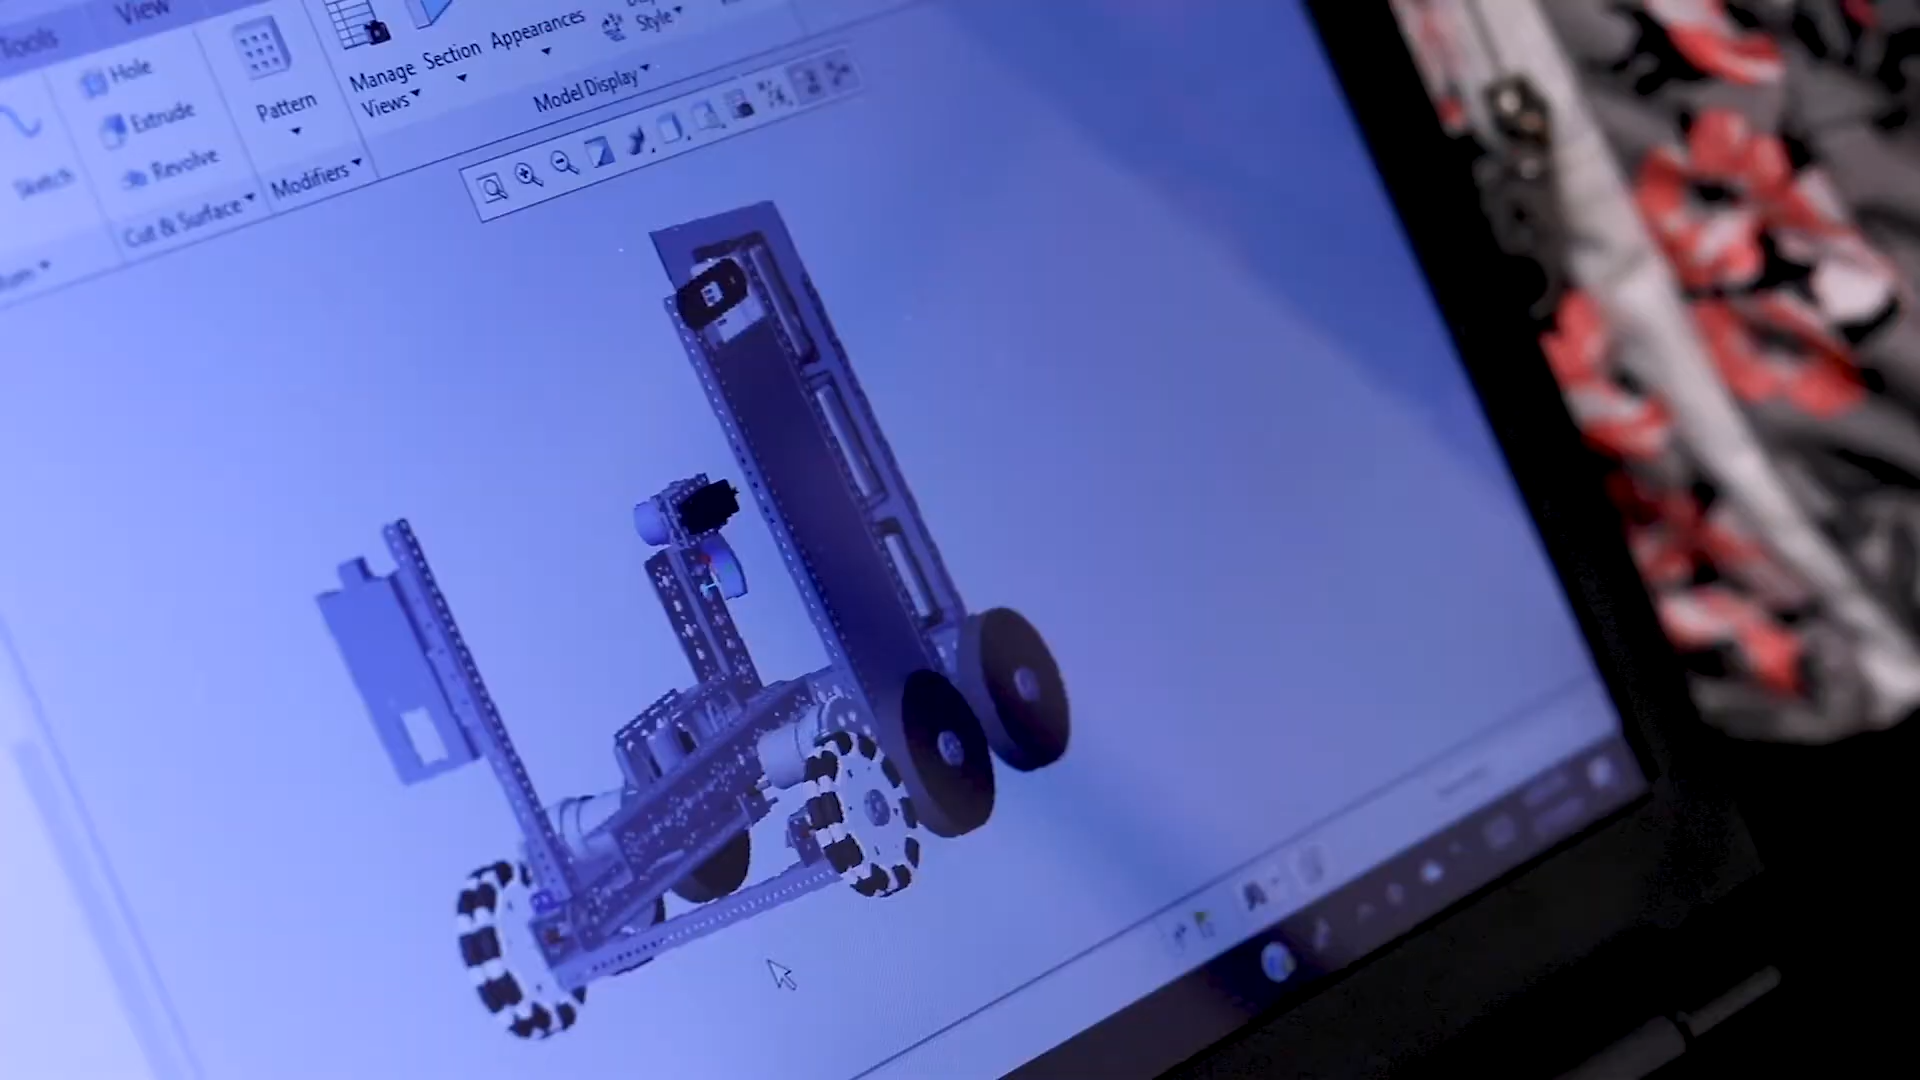 Tools
View
Hole
Extrude
Revolve
Sketch
Cut & Surface
Pattern
Modifiers
Manage Views
Section
Appearances
Style
Model Display